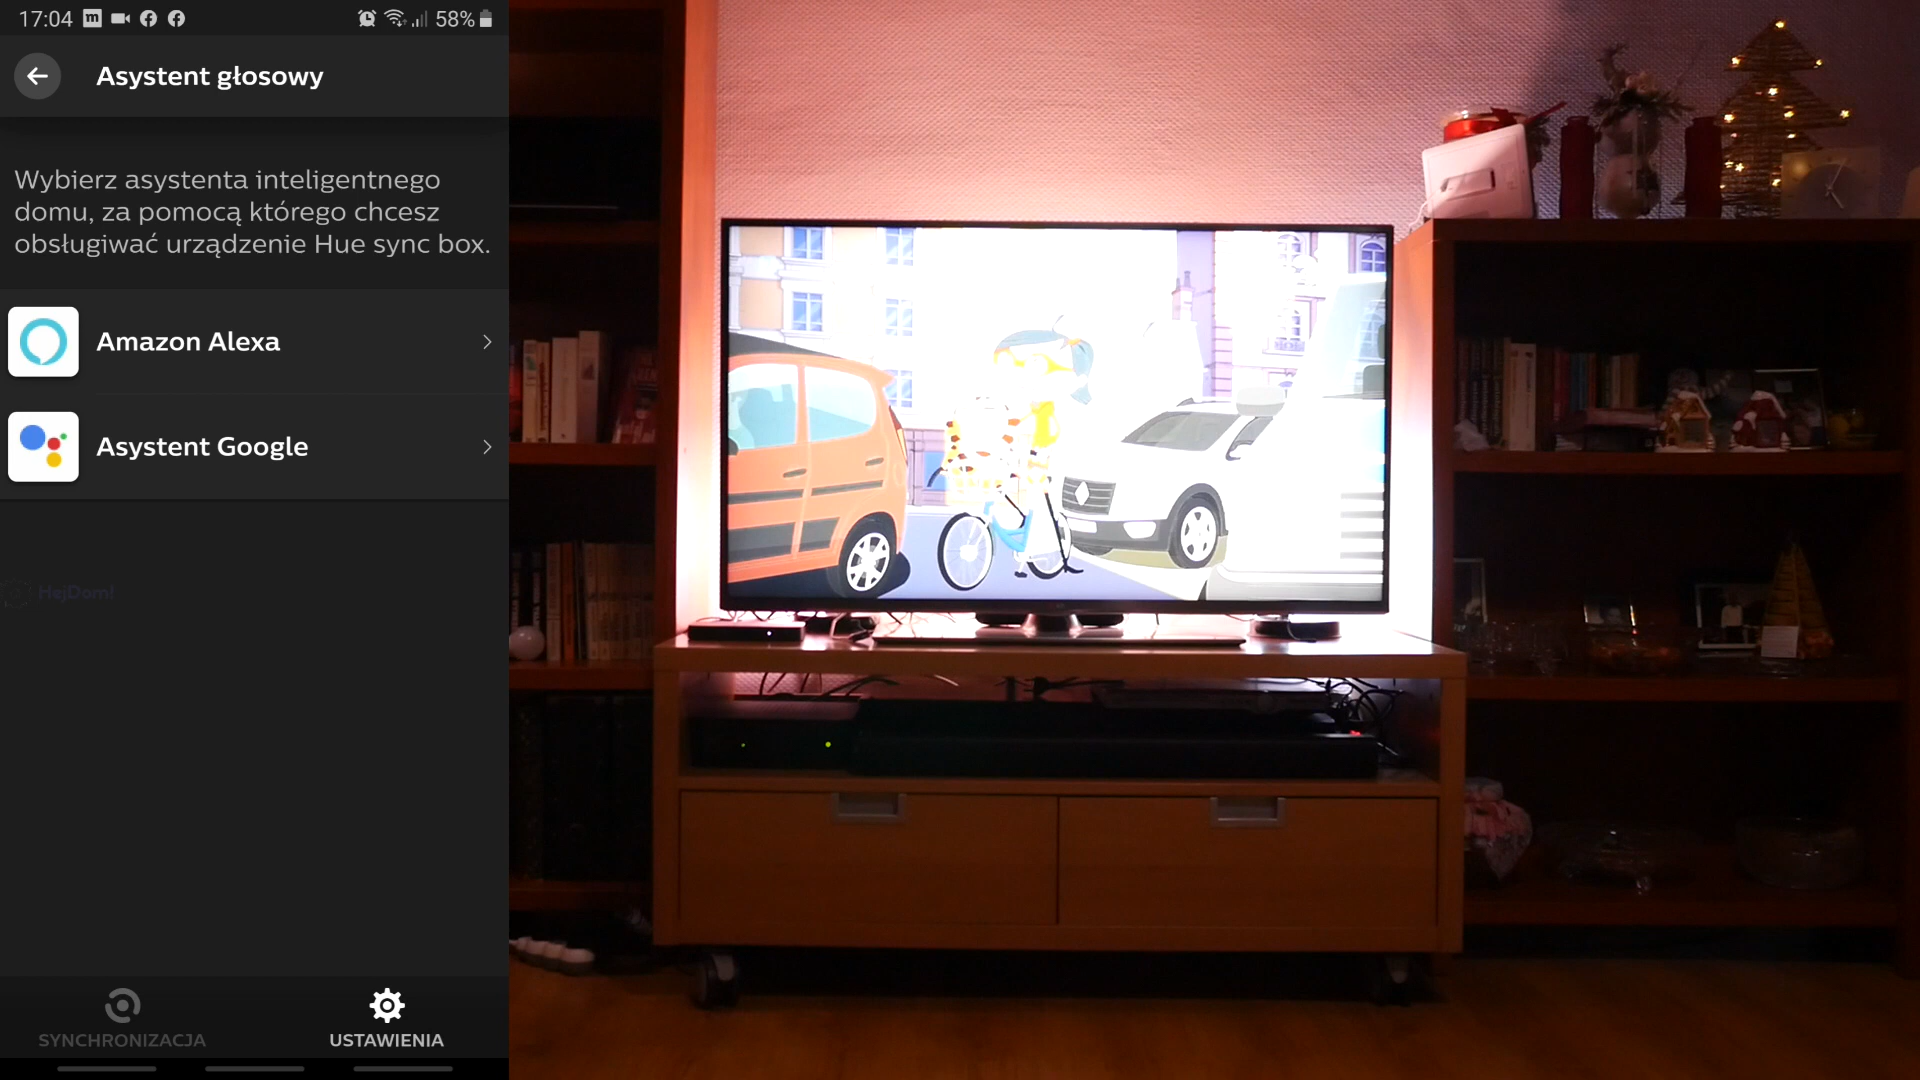 17:04
58%
Asystent głosowy
Wybierz asystenta inteligentnego
domu, za pomocą którego chcesz
obsługiwać urządzenie Hue sync box.
Amazon Alexa
Asystent Google
HejDom!
SYNCHRONIZACJA
USTAWIENIA